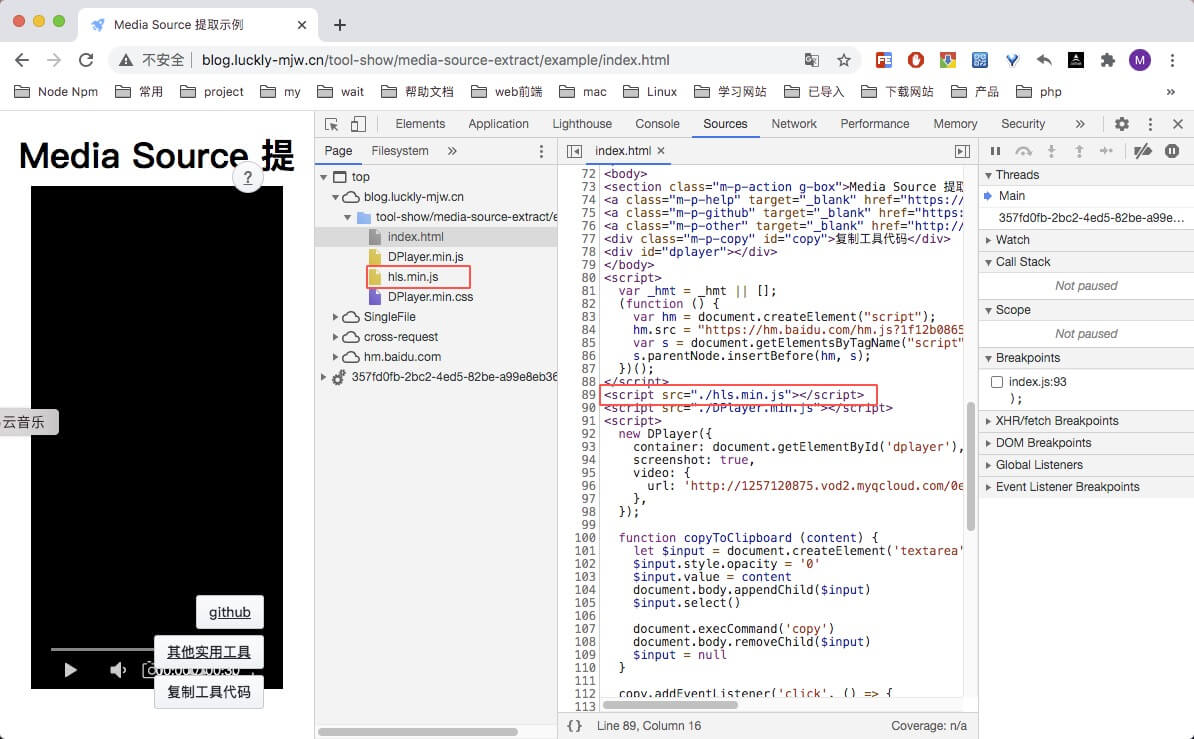 Media Source 提取示例
不安全
blog.luckly-mjw.cn/tool-show/media-source-extract/example/index.html
FE
M
Node Npm
常用
project
my
wait
帮助文档
web前端
mac
Linux
学习网站
已导入
下载网站
产品
php
»
Media Source 提
?
云音乐
github
其他实用工具
复制工具代码
Elements
Application
Lighthouse
Console
Sources
Network
Performance
Memory
Security
»
Page
Filesystem
»
top
blog.luckly-mjw.cn
tool-show/media-source-extract/e
index.html
DPlayer.min.js
hls.min.js
DPlayer.min.css
SingleFile
cross-request
hm.baidu.com
357fd0fb-2bc2-4ed5-82be-a99e8eb36
index.html
72 <body>
73 <section class="m-p-action g-box">Media Source 提取
74 <a class="m-p-help" target="_blank" href="https:/
75 <a class="m-p-github" target="_blank" href="https:
76 <a class="m-p-other" target="_blank" href="http:/
77 <div class="m-p-copy" id="copy">复制工具代码</div>
78 <div id="dplayer"></div>
79 </body>
80 <script>
81 var _hmt = _hmt || [];
82 (function () {
83 var hm = document.createElement("script");
84 hm.src = "https://hm.baidu.com/hm.js?1f12b0865
85 var s = document.getElementsByTagName("script"
86 s.parentNode.insertBefore(hm, s);
87 })();
88 </script>
89 <script src="./hls.min.js"></script>
90 <script src="./DPlayer.min.js"></script>
91 <script>
92 new DPlayer({
93 container: document.getElementById('dplayer'),
94 screenshot: true,
95 video: {
96 url: 'http://1257120875.vod2.myqcloud.com/0e
97 },
98 });
99
100 function copyToClipboard (content) {
101 let $input = document.createElement('textarea'
102 $input.style.opacity = '0'
103 $input.value = content
104 document.body.appendChild($input)
105 $input.select()
106
107 document.execCommand('copy')
108 document.body.removeChild($input)
109 $input = null
110 }
111
112 copy.addEventListener('click', () => {
113
{} Line 89, Column 16
Coverage: n/a
Threads
Main
357fd0fb-2bc2-4ed5-82be-a99e...
Watch
Call Stack
Not paused
Scope
Not paused
Breakpoints
index.js:93
);
XHR/fetch Breakpoints
DOM Breakpoints
Global Listeners
Event Listener Breakpoints